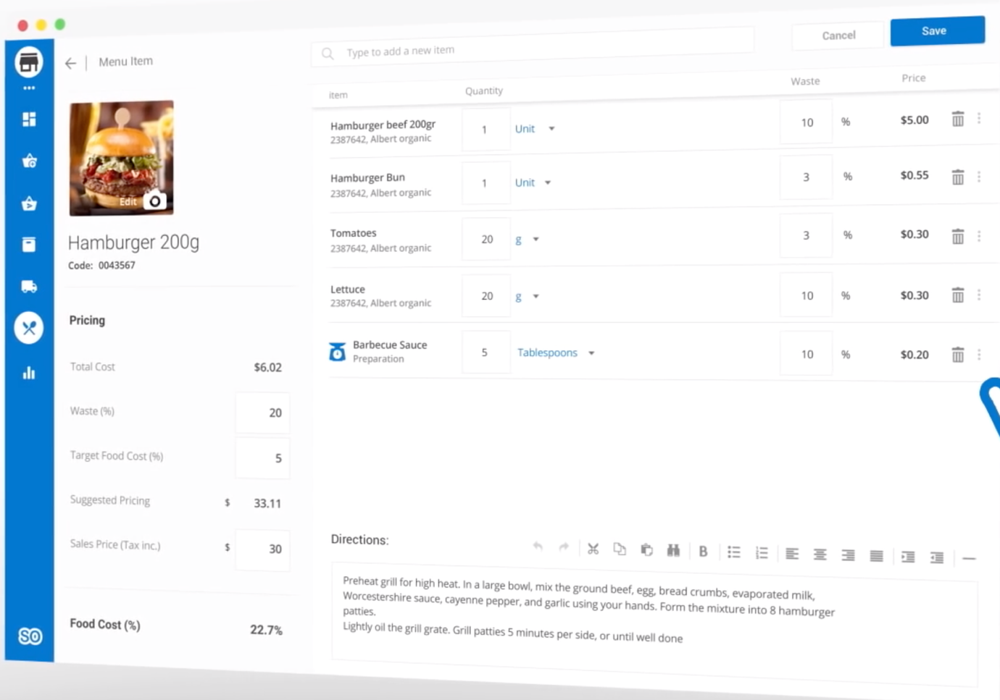 Menu Item
Type to add a new item
Cancel
Save
item Quantity Waste Price
Hamburger beef 200gr
2387642, Albert organic
1 Unit 10 % $5.00
Hamburger Bun
2387642, Albert organic
1 Unit 3 % $0.55
Tomatoes
2387642, Albert organic
20 g 3 % $0.30
Lettuce
2387642, Albert organic
20 g 10 % $0.30
Barbecue Sauce
Preparation
5 Tablespoons 10 % $0.20
Edit
Hamburger 200g
Code: 0043567
Pricing
Total Cost $6.02
Waste (%) 20
Target Food Cost (%) 5
Suggested Pricing $ 33.11
Sales Price (Tax inc.) $ 30
Food Cost (%) 22.7%
Directions:
B
Preheat grill for high heat. In a large bowl, mix the ground beef, egg, bread crumbs, evaporated milk,
Worcestershire sauce, cayenne pepper, and garlic using your hands. Form the mixture into 8 hamburger
patties.
Lightly oil the grill grate. Grill patties 5 minutes per side, or until well done
SO